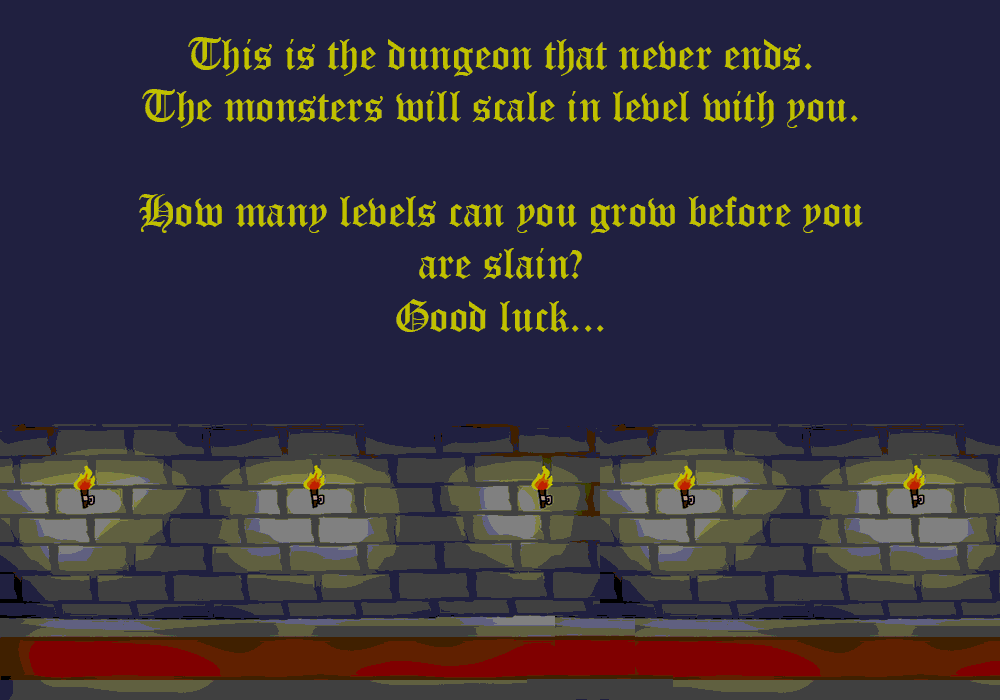 This is the dungeon that never ends.
The monsters will scale in level with you.
How many levels can you grow before you
are slain?
Good luck...